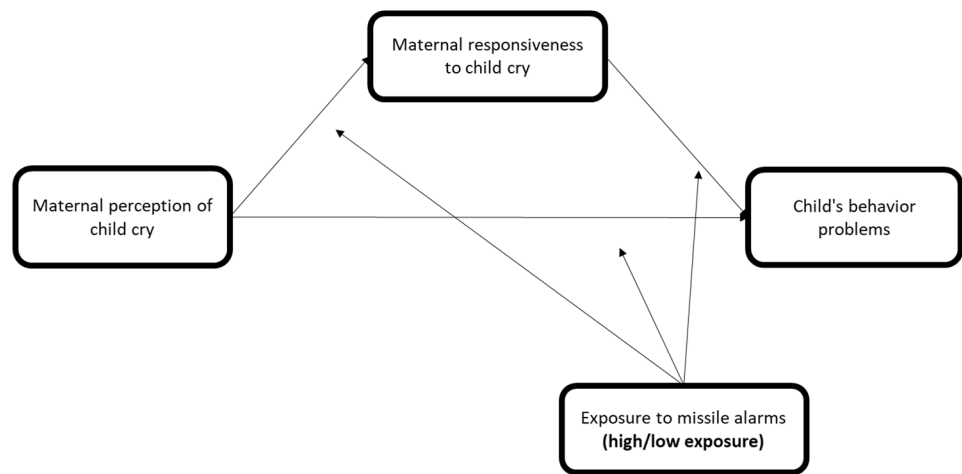 Maternal responsiveness
to child cry
Maternal perception of
child cry
Child's behavior
problems
Exposure to missile alarms
(high/low exposure)